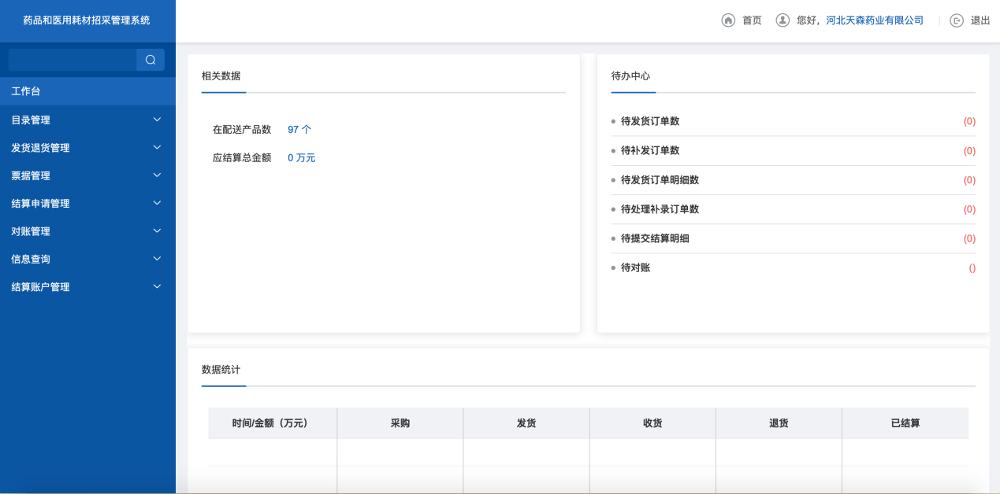 药品和医用耗材招采管理系统
首页 您好，河北天森药业有限公司 退出
工作台
目录管理
发货退货管理
票据管理
结算申请管理
对账管理
信息查询
结算账户管理
相关数据
在配送产品数 97 个
应结算总金额 0 万元
待办中心
待发货订单数 (0)
待补发订单数 (0)
待发货订单明细数 (0)
待处理补录订单数 (0)
待提交结算明细 (0)
待对账 ()
数据统计
时间/金额（万元） 采购 发货 收货 退货 已结算